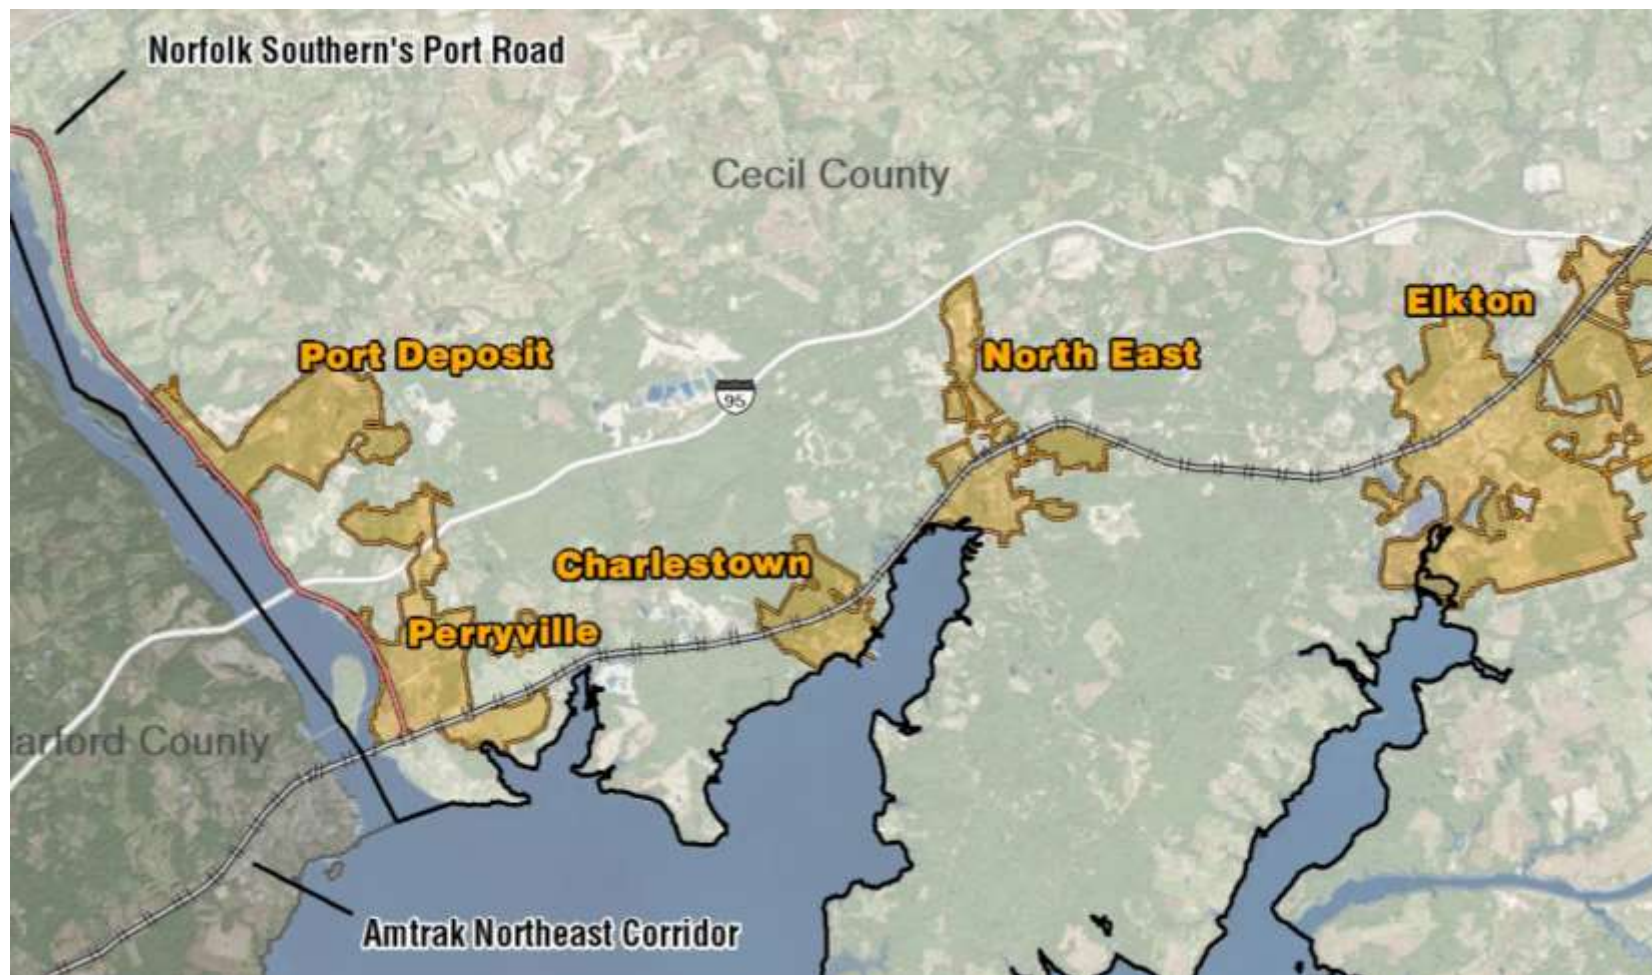 Norfolk Southern's Port Road
Cecil County
Elkton
Port Deposit
North East
95
Charlestown
Perryville
arford County
Amtrak Northeast Corridor